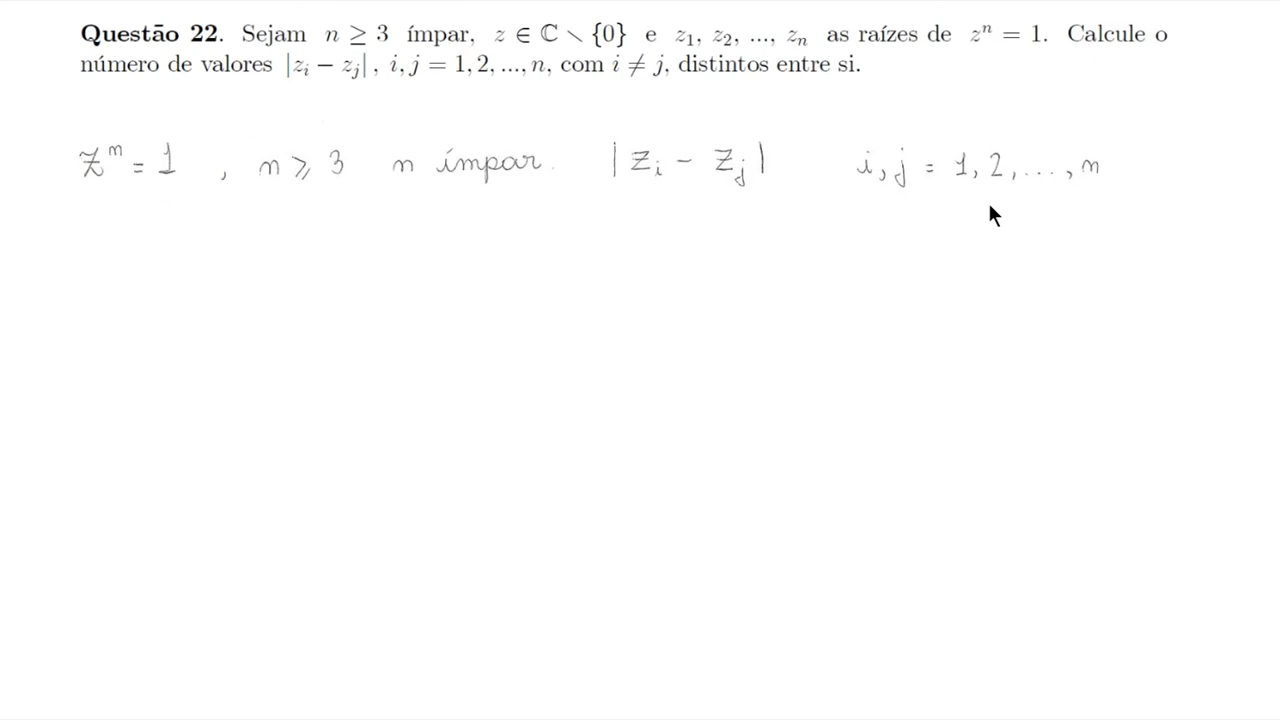 Questão 22. Sejam n ≥ 3 ímpar, z ∈ ℂ ∖ {0} e z₁, z₂, ..., zₙ as raízes de zⁿ = 1. Calcule o
número de valores |zᵢ − zⱼ|, i, j = 1, 2, ..., n, com i ≠ j, distintos entre si.
zⁿ = 1 , n ⩾ 3 n ímpar. |zᵢ − zⱼ| i, j = 1, 2, ..., n